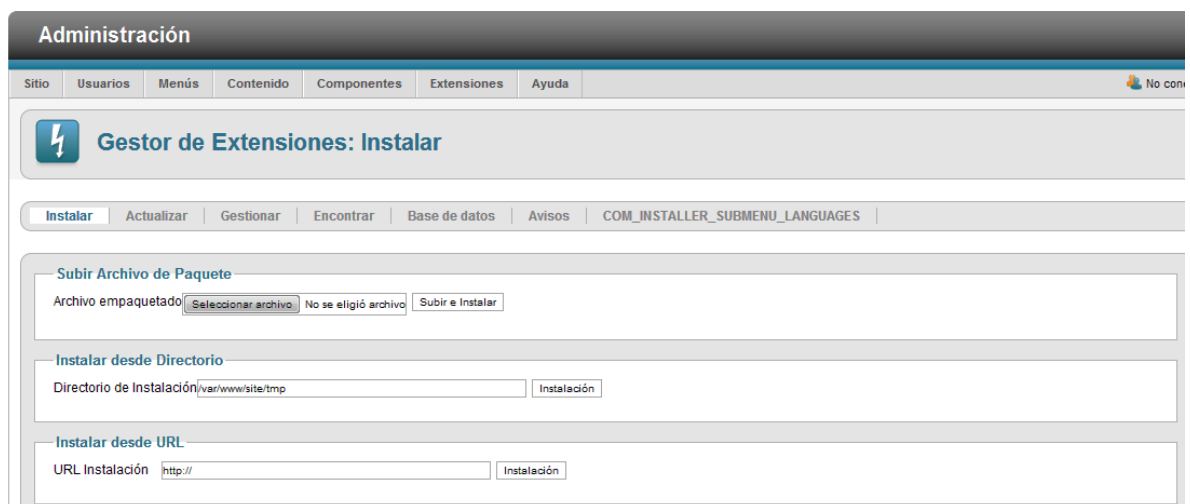 Administración
Sitio Usuarios Menús Contenido Componentes Extensiones Ayuda No cone
Gestor de Extensiones: Instalar
Instalar Actualizar Gestionar Encontrar Base de datos Avisos COM_INSTALLER_SUBMENU_LANGUAGES
Subir Archivo de Paquete
Archivo empaquetado Seleccionar archivo No se eligió archivo Subir e Instalar
Instalar desde Directorio
Directorio de Instalación /var/www/site/tmp Instalación
Instalar desde URL
URL Instalación http:// Instalación